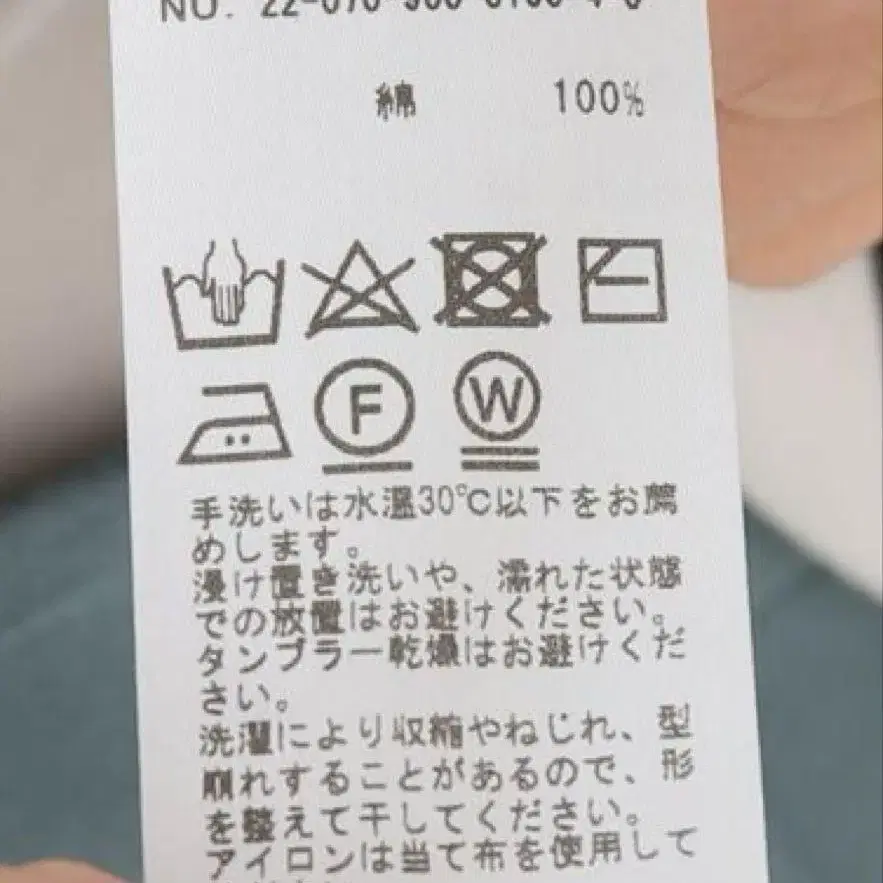 綿 100%
F
W
手洗いは水温30℃以下をお薦
めします。
浸け置き洗いや、濡れた状態
での放置はお避けください。
タンブラー乾燥はお避けくだ
さい。
洗濯により収縮やねじれ、型
崩れすることがあるので、形
を整えて干してください。
アイロンは当て布を使用して